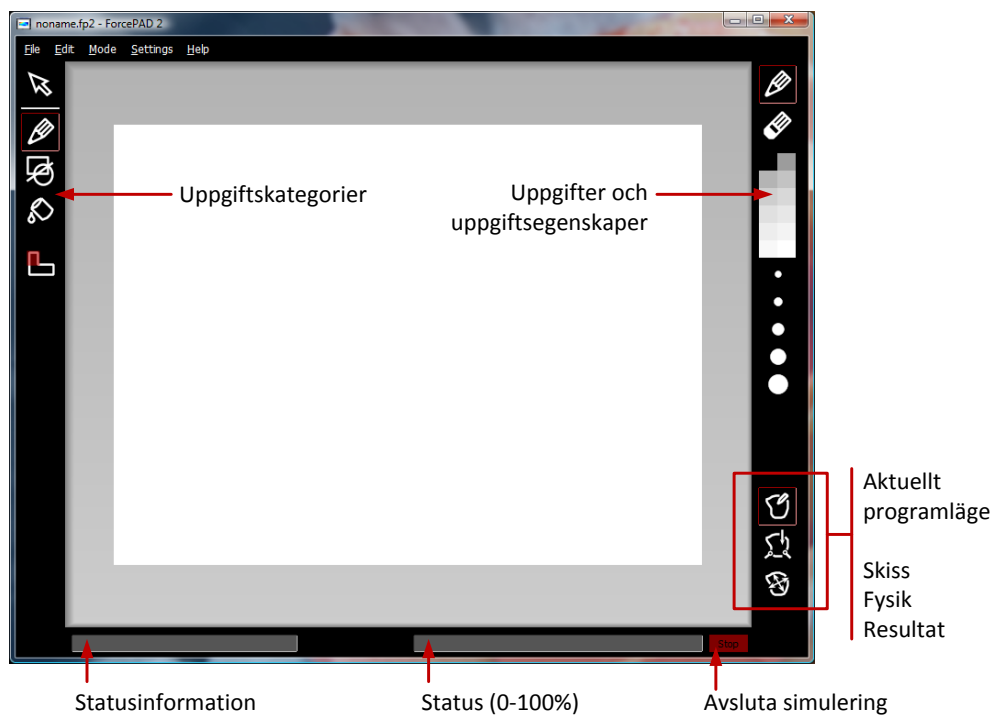 noname.fp2 - ForcePAD 2
File Edit Mode Settings Help
Uppgiftskategorier
Uppgifter och
uppgiftsegenskaper
Aktuellt
programläge
Skiss
Fysik
Resultat
Stop
Statusinformation
Status (0-100%)
Avsluta simulering